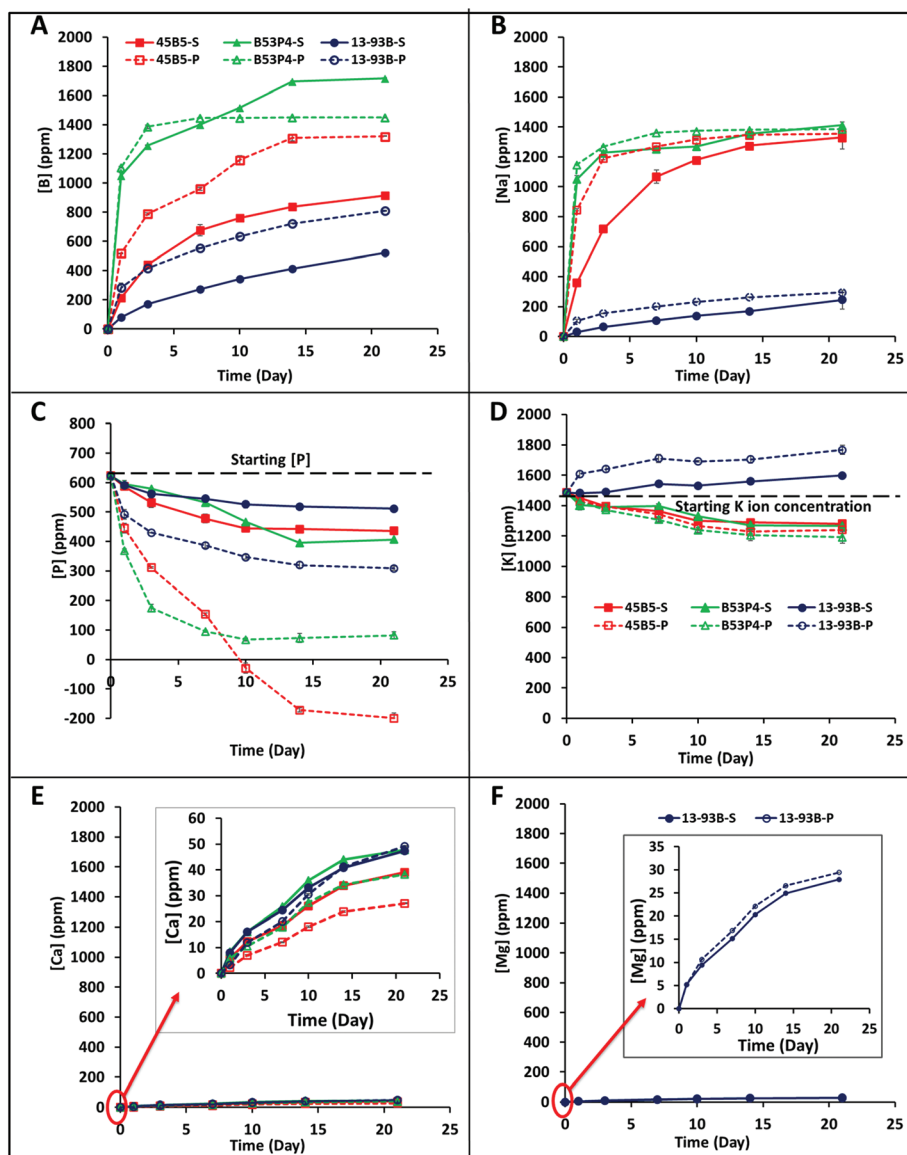 A
[B] (ppm)
2000
1800
1600
1400
1200
1000
800
600
400
200
0
45B5-S B53P4-S 13-93B-S
45B5-P B53P4-P 13-93B-P
0 5 10 15 20 25
Time (Day)
B
[Na] (ppm)
2000
1800
1600
1400
1200
1000
800
600
400
200
0
0 5 10 15 20 25
Time (Day)
C
[P] (ppm)
800
700
600
500
400
300
200
100
0
-100
-200
Starting [P]
0 5 10 15 20 25
Time (Day)
D
[K] (ppm)
2000
1800
1600
1400
1200
1000
800
600
400
200
0
Starting K ion concentration
45B5-S B53P4-S 13-93B-S
45B5-P B53P4-P 13-93B-P
0 5 10 15 20 25
Time (Day)
E
[Ca] (ppm)
2000
1800
1600
1400
1200
1000
800
600
400
200
0
[Ca] (ppm)
60
50
40
30
20
10
0
0 5 10 15 20 25
Time (Day)
0 5 10 15 20 25
Time (Day)
F
13-93B-S 13-93B-P
[Mg] (ppm)
2000
1800
1600
1400
1200
1000
800
600
400
200
0
[Mg] (ppm)
35
30
25
20
15
10
5
0
0 5 10 15 20 25
Time (Day)
0 5 10 15 20 25
Time (Day)